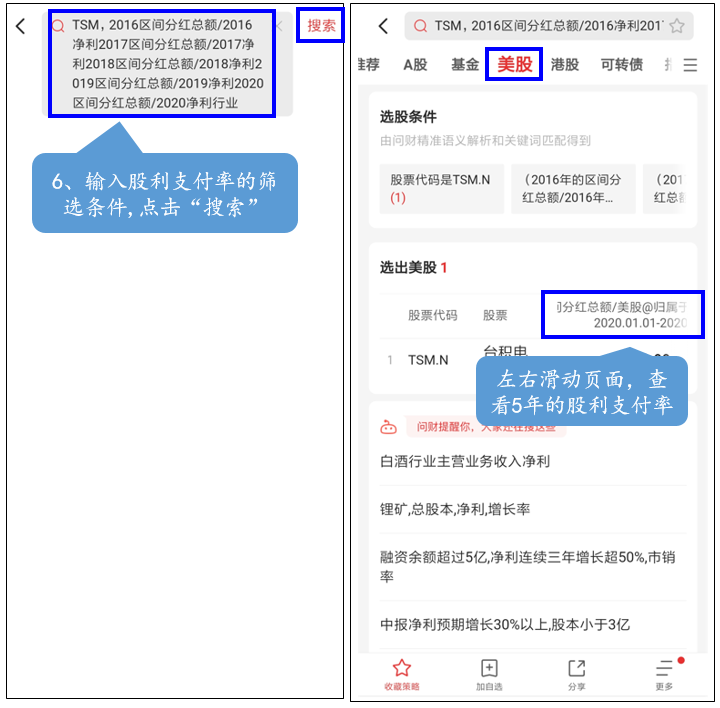 TSM, 2016区间分红总额/2016
净利2017区间分红总额/2017净
利2018区间分红总额/2018净利2
019区间分红总额/2019净利2020
区间分红总额/2020净利行业
搜索
6、输入股利支付率的筛
选条件,点击“搜索”
TSM, 2016区间分红总额/2016净利201
推荐 A股 基金 美股 港股 可转债
选股条件
由问财精准语义解析和关键词匹配得到
股票代码是TSM.N
(1)
（2016年的区间分
红总额/2016年...
（201
红总
选出美股 1
股票代码 股票
分红总额/美股@归属于
2020.01.01-2020
1 TSM.N 台积电
左右滑动页面，查
看5年的股利支付率
问财提醒你，大家还在搜这些
白酒行业主营业务收入净利
锂矿,总股本,净利,增长率
融资余额超过5亿,净利连续三年增长超50%,市销
率
中报净利预期增长30%以上,股本小于3亿
收藏策略 加自选 分享 更多